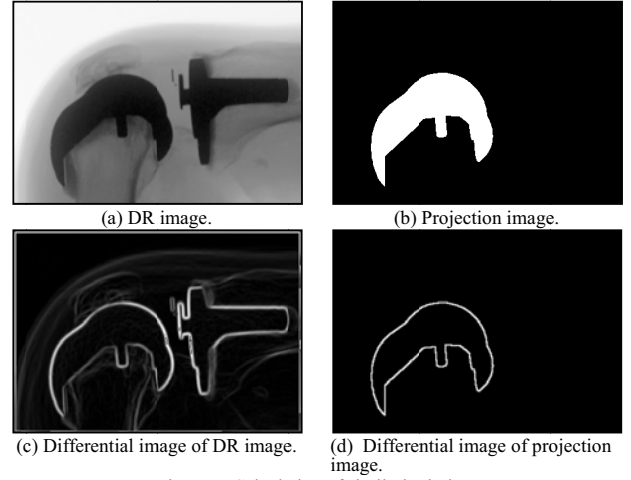 (a) DR image.
(b) Projection image.
(c) Differential image of DR image.
(d) Differential image of projection
image.